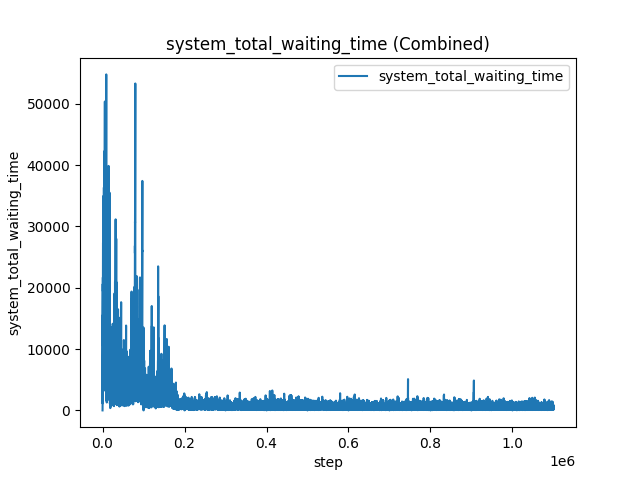 system_total_waiting_time (Combined)
system_total_waiting_time
50000
40000
30000
20000
10000
0
system_total_waiting_time
0.0 0.2 0.4 0.6 0.8 1.0
1e6
step